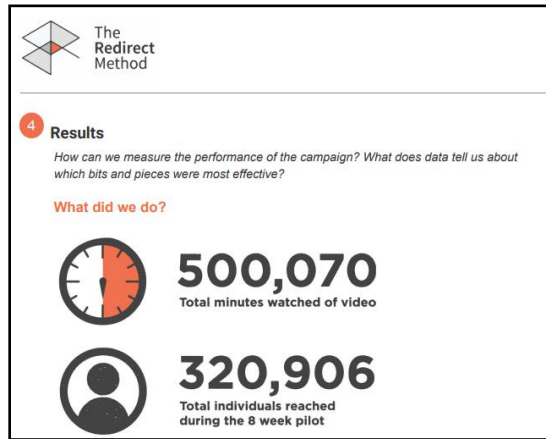 The
Redirect
Method
4 Results
How can we measure the performance of the campaign? What does data tell us about
which bits and pieces were most effective?
What did we do?
500,070
Total minutes watched of video
320,906
Total individuals reached
during the 8 week pilot